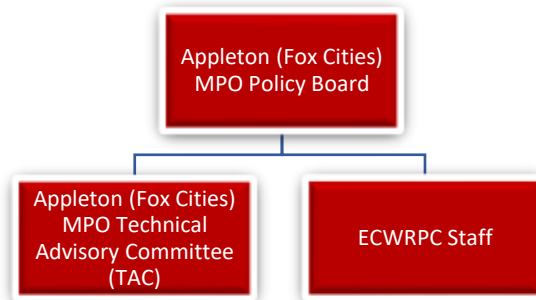 Appleton (Fox Cities)
MPO Policy Board
Appleton (Fox Cities)
MPO Technical
Advisory Committee
(TAC)
ECWRPC Staff